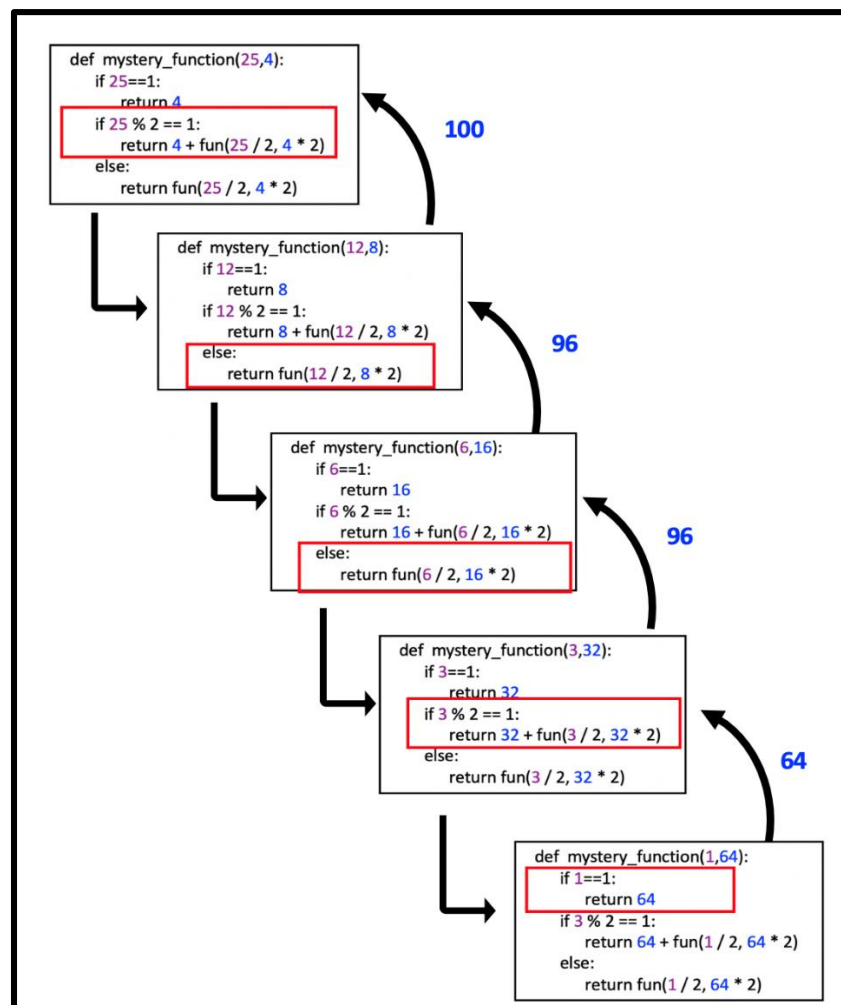 def mystery_function(25,4):
if 25==1:
return 4
if 25 % 2 == 1:
return 4 + fun(25 / 2, 4 * 2)
else:
return fun(25 / 2, 4 * 2)
100
def mystery_function(12,8):
if 12==1:
return 8
if 12 % 2 == 1:
return 8 + fun(12 / 2, 8 * 2)
else:
return fun(12 / 2, 8 * 2)
96
def mystery_function(6,16):
if 6==1:
return 16
if 6 % 2 == 1:
return 16 + fun(6 / 2, 16 * 2)
else:
return fun(6 / 2, 16 * 2)
96
def mystery_function(3,32):
if 3==1:
return 32
if 3 % 2 == 1:
return 32 + fun(3 / 2, 32 * 2)
else:
return fun(3 / 2, 32 * 2)
64
def mystery_function(1,64):
if 1==1:
return 64
if 3 % 2 == 1:
return 64 + fun(1 / 2, 64 * 2)
else:
return fun(1 / 2, 64 * 2)